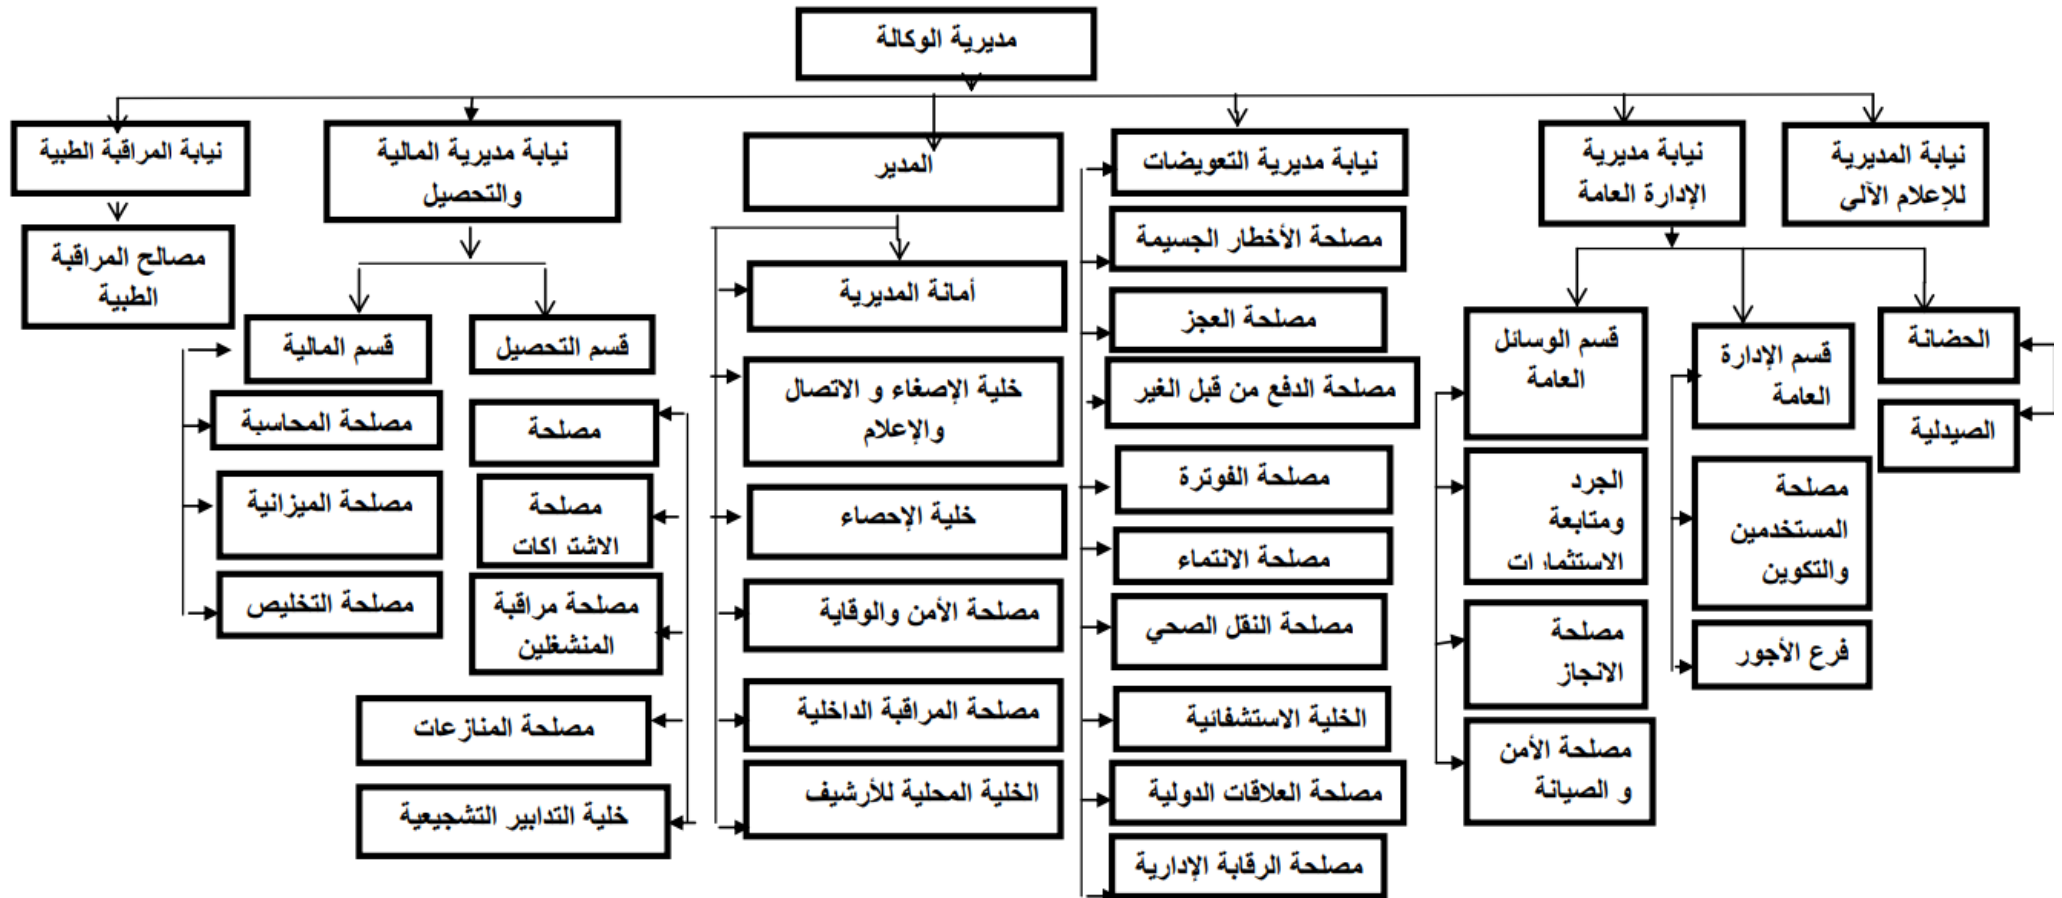 مديرية الوكالة
نيابة المديرية
للإعلام الآلي
نيابة مديرية
الإدارة العامة
نيابة مديرية التعويضات
المدير
نيابة مديرية المالية
والتحصيل
نيابة المراقبة الطبية
الحضانة
الصيدلية
قسم الإدارة
العامة
مصلحة
المستخدمين
والتكوين
فرع الأجور
قسم الوسائل
العامة
الجرد
ومتابعة
الاستثمارات
مصلحة
الانجاز
مصلحة الأمن
و الصيانة
مصلحة الأخطار الجسيمة
مصلحة العجز
مصلحة الدفع من قبل الغير
مصلحة الفوترة
مصلحة الانتماء
مصلحة النقل الصحي
الخلية الاستشفائية
مصلحة العلاقات الدولية
مصلحة الرقابة الإدارية
أمانة المديرية
خلية الإصغاء و الاتصال
والإعلام
خلية الإحصاء
مصلحة الأمن والوقاية
مصلحة المراقبة الداخلية
الخلية المحلية للأرشيف
قسم التحصيل
مصلحة
مصلحة
الاشتراكات
مصلحة مراقبة
المنشغلين
مصلحة المنازعات
خلية التدابير التشجيعية
قسم المالية
مصلحة المحاسبة
مصلحة الميزانية
مصلحة التخليص
مصالح المراقبة
الطبية